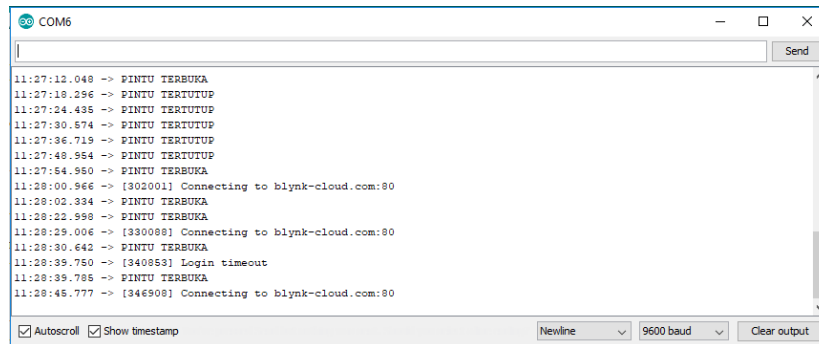 COM6
Send
11:27:12.048 -> PINTU TERBUKA
11:27:18.296 -> PINTU TERTUTUP
11:27:24.435 -> PINTU TERTUTUP
11:27:30.574 -> PINTU TERTUTUP
11:27:36.719 -> PINTU TERTUTUP
11:27:48.954 -> PINTU TERTUTUP
11:27:54.950 -> PINTU TERBUKA
11:28:00.966 -> [302001] Connecting to blynk-cloud.com:80
11:28:02.334 -> PINTU TERBUKA
11:28:22.998 -> PINTU TERBUKA
11:28:29.006 -> [330088] Connecting to blynk-cloud.com:80
11:28:30.642 -> PINTU TERBUKA
11:28:39.750 -> [340853] Login timeout
11:28:39.785 -> PINTU TERBUKA
11:28:45.777 -> [346908] Connecting to blynk-cloud.com:80
Autoscroll Show timestamp Newline 9600 baud Clear output